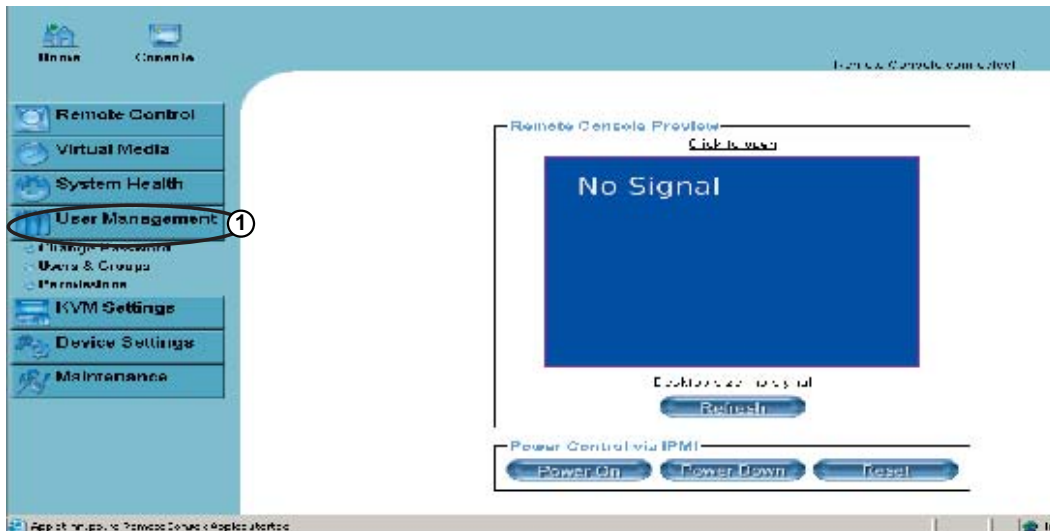 Home
Console
Remote Control
Virtual Media
System Health
User Management
1
Change Password
Users & Groups
Permissions
KVM Settings
Device Settings
Maintenance
Remote Console Preview
Click to open
No Signal
Refresh
Power Control via IPMI
Power On
Power Down
Reset